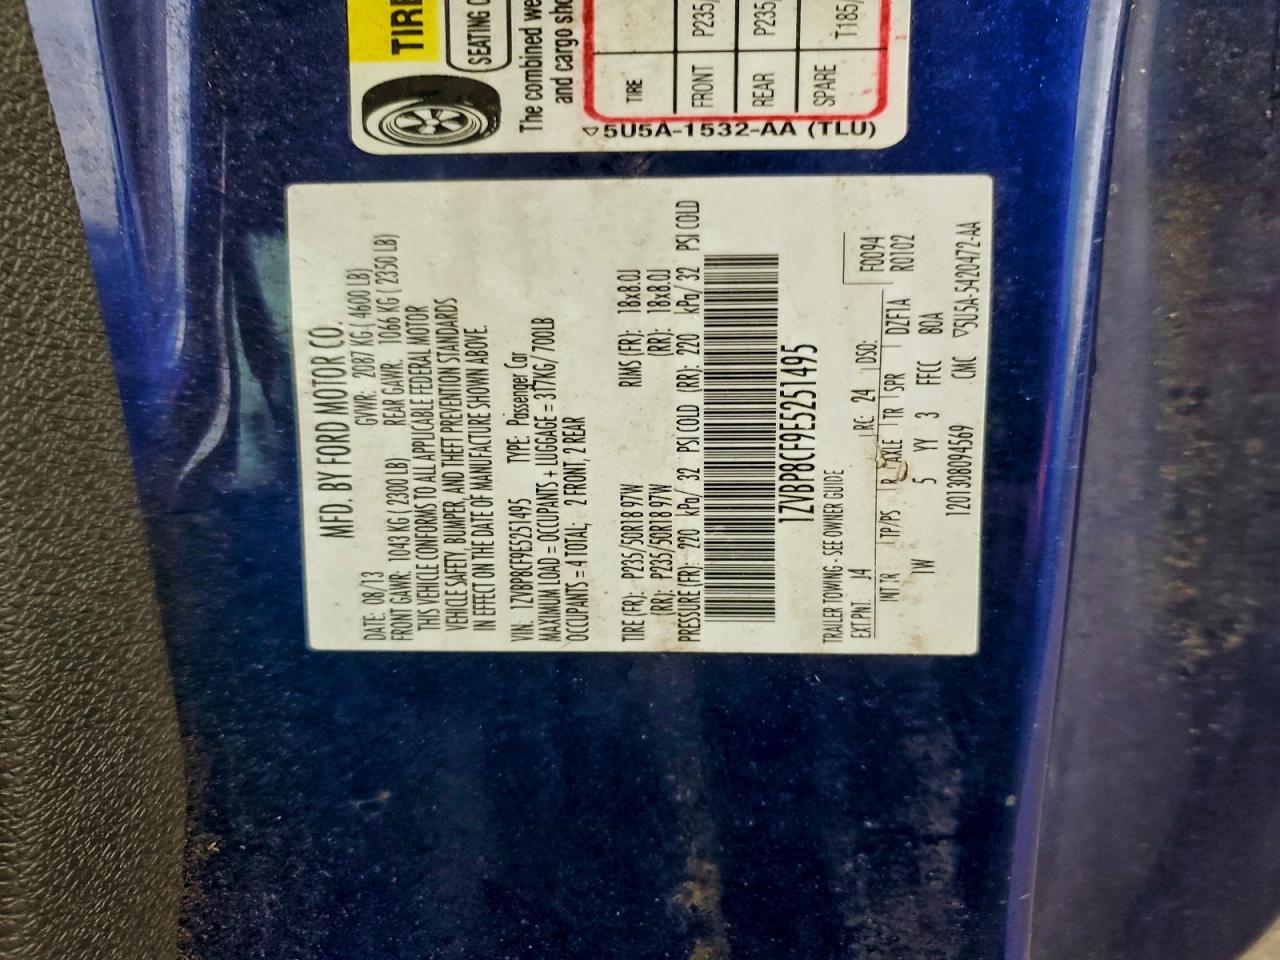 MFD. BY FORD MOTOR CO.
DATE: 08/13 GVWR: 2087 KG ( 4600 LB)
FRONT GAWR: 1043 KG ( 2300 LB) REAR GAWR: 1066 KG ( 2350 LB)
THIS VEHICLE CONFORMS TO ALL APPLICABLE FEDERAL MOTOR
VEHICLE SAFETY, BUMPER, AND THEFT PREVENTION STANDARDS
IN EFFECT ON THE DATE OF MANUFACTURE SHOWN ABOVE.
VIN: 1ZVBP8CF9E5251495 TYPE: Passenger Car
MAXIMUM LOAD = OCCUPANTS + LUGGAGE = 317KG/ 700LB
OCCUPANTS = 4 TOTAL; 2 FRONT, 2 REAR
TIRE (FR): P235/50R18 97W RIMS (FR): 18x8.0J
(RR): P235/50R18 97W (RR): 18x8.0J
PRESSURE (FR): 220 kPa/ 32 PSI COLD (RR): 220 kPa/ 32 PSI COLD
1ZVBP8CF9E5251495
TRAILER TOWING - SEE OWNER GUIDE
EXT PNT: J4 RC: 24 DSO: F0094
INT TR TP/PS R AXLE TR SPR DZF1A R0102
1W 5 YY 3 FFCC 80A
1201308094569 CMC ▽5U5A-5420472-AA
TIRE
SEATING C
The combined we
and cargo sho
TIRE
FRONT P235/
REAR P235/
SPARE T185/
▽5U5A-1532-AA (TLU)